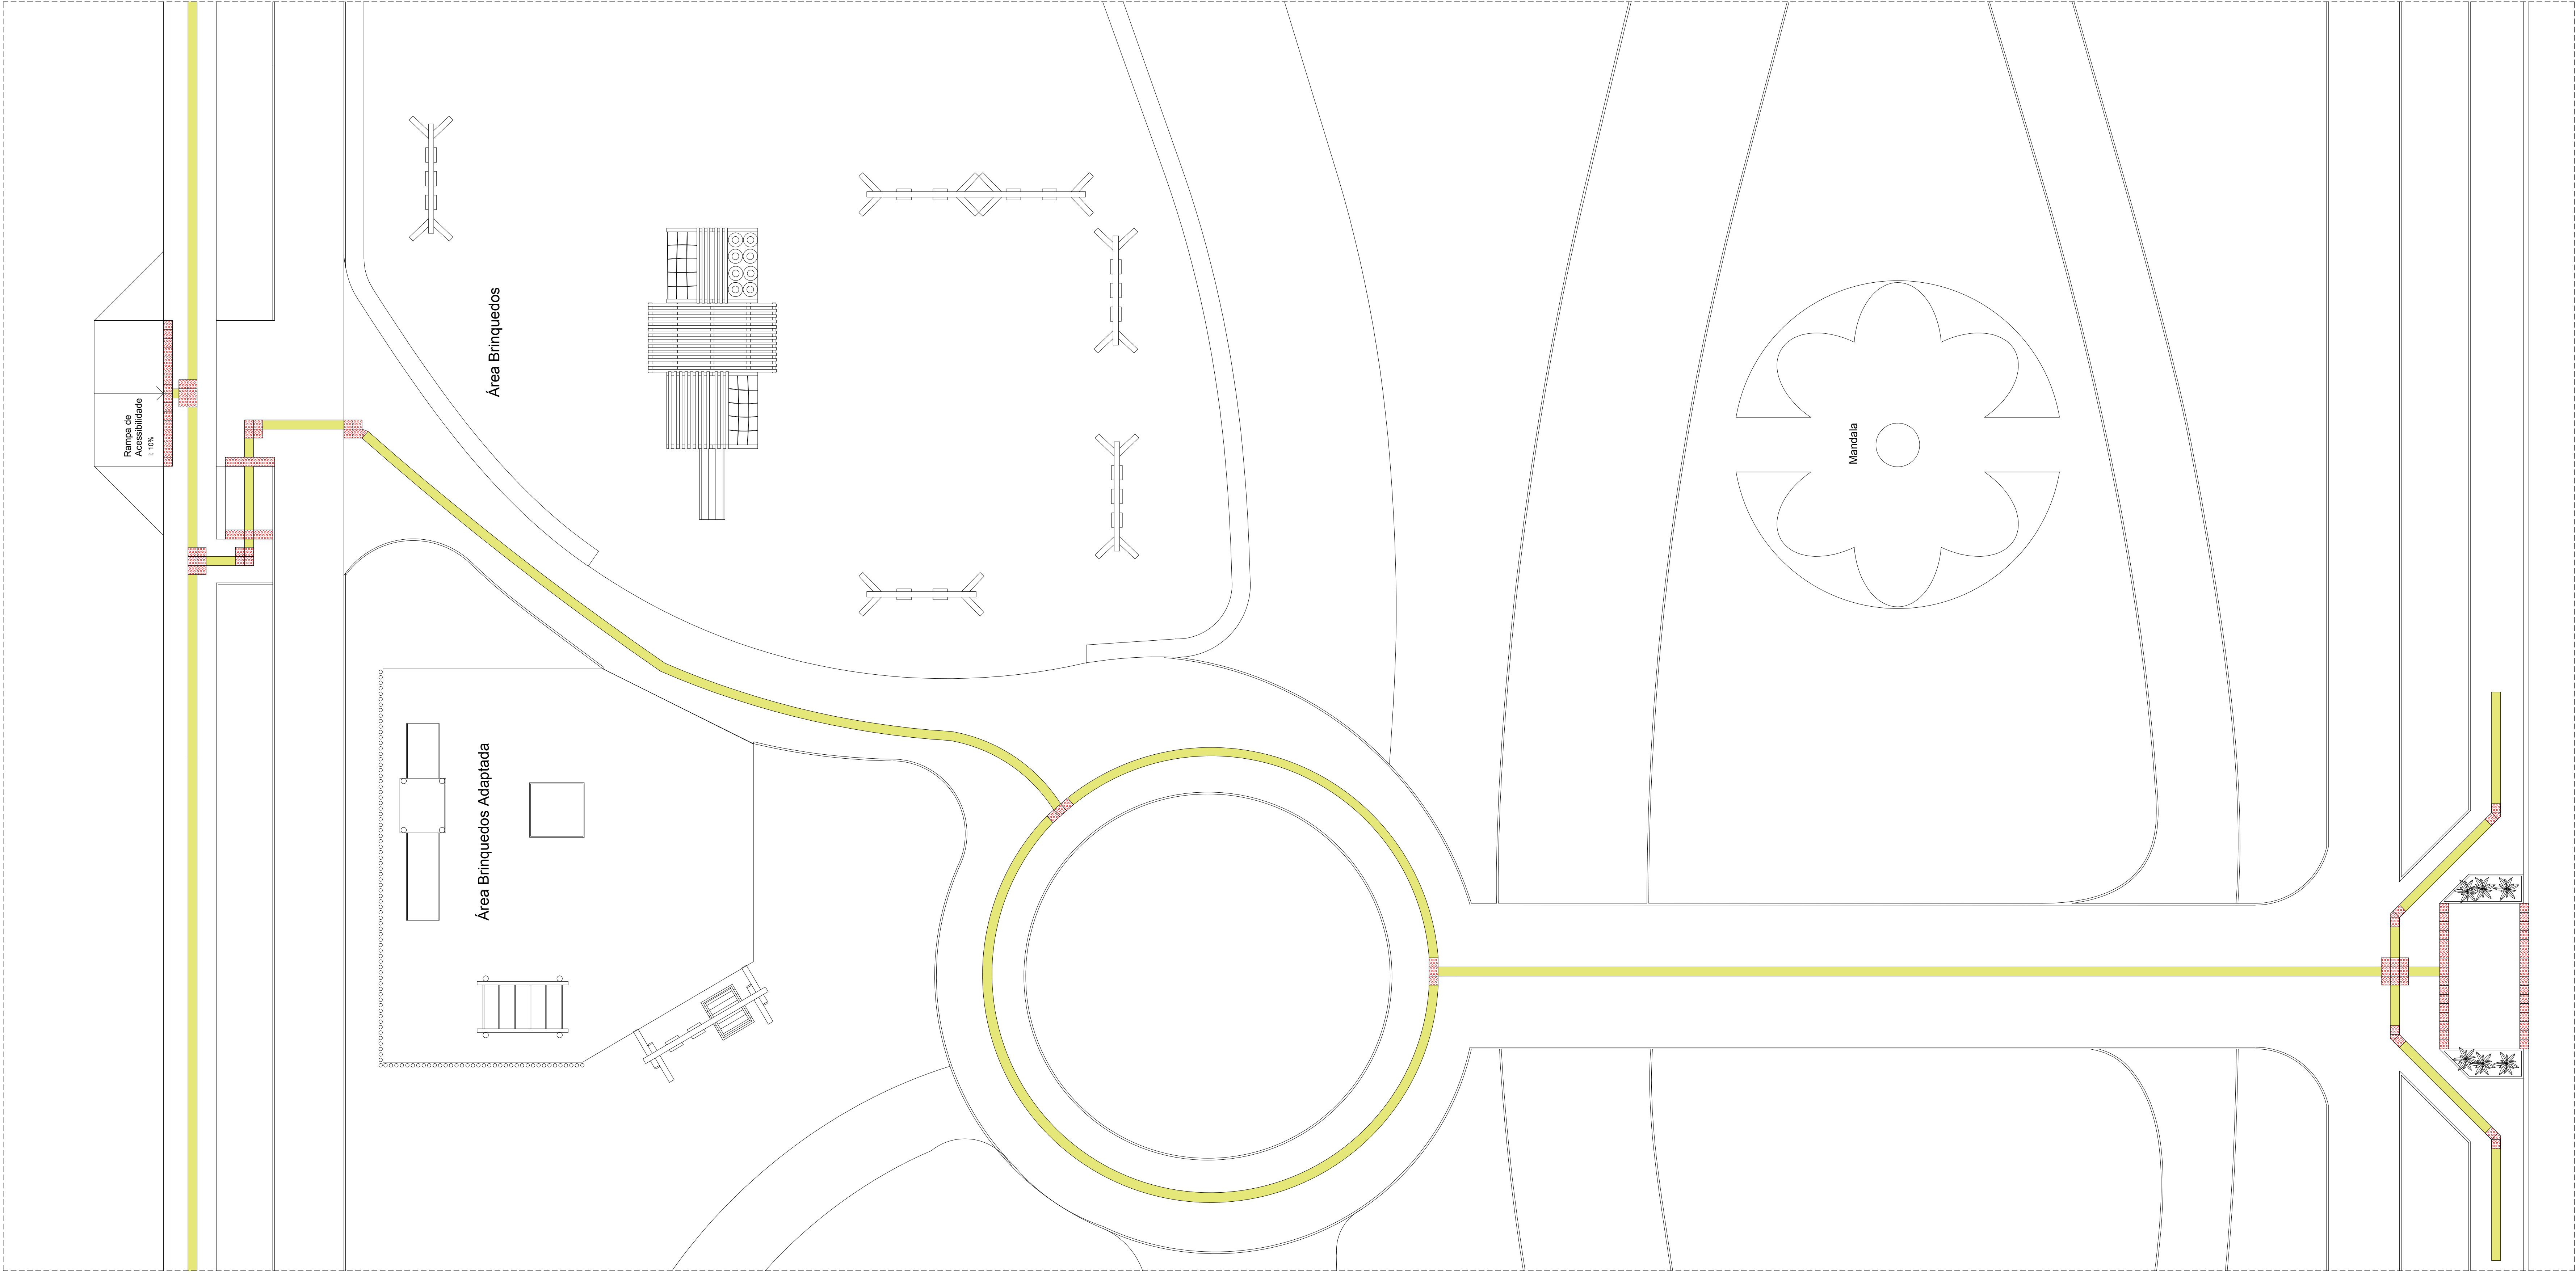 Rampa de
Acessibilidade
i: 10%
Área Brinquedos
Área Brinquedos Adaptada
Mandala